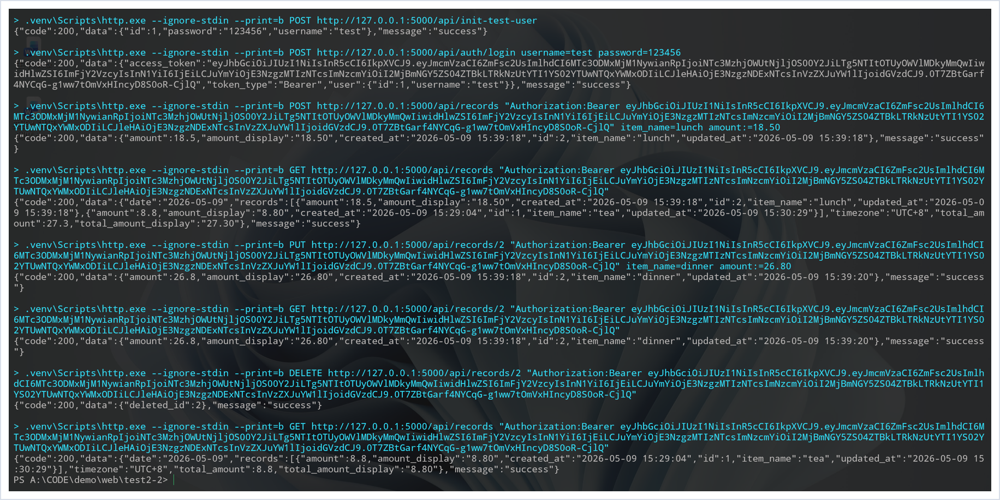 > .venv\Scripts\http.exe --ignore-stdin --print=b POST http://127.0.0.1:5000/api/init-test-user
{"code":200,"data":{"id":1,"password":"123456","username":"test"},"message":"success"}
> .venv\Scripts\http.exe --ignore-stdin --print=b POST http://127.0.0.1:5000/api/auth/login username=test password=123456
{"code":200,"data":{"access_token":"eyJhbGciOiJIUzI1NiIsInR5cCI6IkpXVCJ9.eyJmcmVzaCI6ZmFsc2UsImlhdCI6MTc3ODMxMjM1NywianRpIjoiNTc3MzhjOWUtNjljOS00Y2JiLTg5NTItOTUyOWVlMDkyMmQwIiw
idHlwZSI6ImFjY2VzcyIsInN1YiI6IjEiLCJuYmYiOjE3NzgzMTIzNTcsImNzcmYiOiI2MjBmNGY5ZS04ZTBkLTRkNzUtYTI1YS02YTUwNTQxYWMxODIiLCJleHAiOjE3NzgzNDExNTcsInVzZXJuYW1lIjoidGVzdCJ9.OT7ZBtGarf
4NYCqG-g1ww7tOmVxHIncyD8S0oR-CjlQ","token_type":"Bearer","user":{"id":1,"username":"test"}},"message":"success"}
> .venv\Scripts\http.exe --ignore-stdin --print=b POST http://127.0.0.1:5000/api/records "Authorization:Bearer eyJhbGciOiJIUzI1NiIsInR5cCI6IkpXVCJ9.eyJmcmVzaCI6ZmFsc2UsImlhdCI6
MTc3ODMxMjM1NywianRpIjoiNTc3MzhjOWUtNjljOS00Y2JiLTg5NTItOTUyOWVlMDkyMmQwIiwidHlwZSI6ImFjY2VzcyIsInN1YiI6IjEiLCJuYmYiOjE3NzgzMTIzNTcsImNzcmYiOiI2MjBmNGY5ZS04ZTBkLTRkNzUtYTI1YS02
YTUwNTQxYWMxODIiLCJleHAiOjE3NzgzNDExNTcsInVzZXJuYW1lIjoidGVzdCJ9.OT7ZBtGarf4NYCqG-g1ww7tOmVxHIncyD8S0oR-CjlQ" item_name=lunch amount:=18.50
{"code":200,"data":{"amount":18.5,"amount_display":"18.50","created_at":"2026-05-09 15:39:18","id":2,"item_name":"lunch","updated_at":"2026-05-09 15:39:18"},"message":"success"
}
> .venv\Scripts\http.exe --ignore-stdin --print=b GET http://127.0.0.1:5000/api/records "Authorization:Bearer eyJhbGciOiJIUzI1NiIsInR5cCI6IkpXVCJ9.eyJmcmVzaCI6ZmFsc2UsImlhdCI6M
Tc3ODMxMjM1NywianRpIjoiNTc3MzhjOWUtNjljOS00Y2JiLTg5NTItOTUyOWVlMDkyMmQwIiwidHlwZSI6ImFjY2VzcyIsInN1YiI6IjEiLCJuYmYiOjE3NzgzMTIzNTcsImNzcmYiOiI2MjBmNGY5ZS04ZTBkLTRkNzUtYTI1YS02Y
TUwNTQxYWMxODIiLCJleHAiOjE3NzgzNDExNTcsInVzZXJuYW1lIjoidGVzdCJ9.OT7ZBtGarf4NYCqG-g1ww7tOmVxHIncyD8S0oR-CjlQ"
{"code":200,"data":{"date":"2026-05-09","records":[{"amount":18.5,"amount_display":"18.50","created_at":"2026-05-09 15:39:18","id":2,"item_name":"lunch","updated_at":"2026-05-0
9 15:39:18"},{"amount":8.8,"amount_display":"8.80","created_at":"2026-05-09 15:29:04","id":1,"item_name":"tea","updated_at":"2026-05-09 15:30:29"}],"timezone":"UTC+8","total_am
ount":27.3,"total_amount_display":"27.30"},"message":"success"}
> .venv\Scripts\http.exe --ignore-stdin --print=b PUT http://127.0.0.1:5000/api/records/2 "Authorization:Bearer eyJhbGciOiJIUzI1NiIsInR5cCI6IkpXVCJ9.eyJmcmVzaCI6ZmFsc2UsImlhdCI
6MTc3ODMxMjM1NywianRpIjoiNTc3MzhjOWUtNjljOS00Y2JiLTg5NTItOTUyOWVlMDkyMmQwIiwidHlwZSI6ImFjY2VzcyIsInN1YiI6IjEiLCJuYmYiOjE3NzgzMTIzNTcsImNzcmYiOiI2MjBmNGY5ZS04ZTBkLTRkNzUtYTI1YS0
2YTUwNTQxYWMxODIiLCJleHAiOjE3NzgzNDExNTcsInVzZXJuYW1lIjoidGVzdCJ9.OT7ZBtGarf4NYCqG-g1ww7tOmVxHIncyD8S0oR-CjlQ" item_name=dinner amount:=26.80
{"code":200,"data":{"amount":26.8,"amount_display":"26.80","created_at":"2026-05-09 15:39:18","id":2,"item_name":"dinner","updated_at":"2026-05-09 15:39:20"},"message":"success
"}
> .venv\Scripts\http.exe --ignore-stdin --print=b GET http://127.0.0.1:5000/api/records/2 "Authorization:Bearer eyJhbGciOiJIUzI1NiIsInR5cCI6IkpXVCJ9.eyJmcmVzaCI6ZmFsc2UsImlhdCI
6MTc3ODMxMjM1NywianRpIjoiNTc3MzhjOWUtNjljOS00Y2JiLTg5NTItOTUyOWVlMDkyMmQwIiwidHlwZSI6ImFjY2VzcyIsInN1YiI6IjEiLCJuYmYiOjE3NzgzMTIzNTcsImNzcmYiOiI2MjBmNGY5ZS04ZTBkLTRkNzUtYTI1YS0
2YTUwNTQxYWMxODIiLCJleHAiOjE3NzgzNDExNTcsInVzZXJuYW1lIjoidGVzdCJ9.OT7ZBtGarf4NYCqG-g1ww7tOmVxHIncyD8S0oR-CjlQ"
{"code":200,"data":{"amount":26.8,"amount_display":"26.80","created_at":"2026-05-09 15:39:18","id":2,"item_name":"dinner","updated_at":"2026-05-09 15:39:20"},"message":"success
"}
> .venv\Scripts\http.exe --ignore-stdin --print=b DELETE http://127.0.0.1:5000/api/records/2 "Authorization:Bearer eyJhbGciOiJIUzI1NiIsInR5cCI6IkpXVCJ9.eyJmcmVzaCI6ZmFsc2UsImlh
dCI6MTc3ODMxMjM1NywianRpIjoiNTc3MzhjOWUtNjljOS00Y2JiLTg5NTItOTUyOWVlMDkyMmQwIiwidHlwZSI6ImFjY2VzcyIsInN1YiI6IjEiLCJuYmYiOjE3NzgzMTIzNTcsImNzcmYiOiI2MjBmNGY5ZS04ZTBkLTRkNzUtYTI1
YS02YTUwNTQxYWMxODIiLCJleHAiOjE3NzgzNDExNTcsInVzZXJuYW1lIjoidGVzdCJ9.OT7ZBtGarf4NYCqG-g1ww7tOmVxHIncyD8S0oR-CjlQ"
{"code":200,"data":{"deleted_id":2},"message":"success"}
> .venv\Scripts\http.exe --ignore-stdin --print=b GET http://127.0.0.1:5000/api/records "Authorization:Bearer eyJhbGciOiJIUzI1NiIsInR5cCI6IkpXVCJ9.eyJmcmVzaCI6ZmFsc2UsImlhdCI6M
Tc3ODMxMjM1NywianRpIjoiNTc3MzhjOWUtNjljOS00Y2JiLTg5NTItOTUyOWVlMDkyMmQwIiwidHlwZSI6ImFjY2VzcyIsInN1YiI6IjEiLCJuYmYiOjE3NzgzMTIzNTcsImNzcmYiOiI2MjBmNGY5ZS04ZTBkLTRkNzUtYTI1YS02Y
TUwNTQxYWMxODIiLCJleHAiOjE3NzgzNDExNTcsInVzZXJuYW1lIjoidGVzdCJ9.OT7ZBtGarf4NYCqG-g1ww7tOmVxHIncyD8S0oR-CjlQ"
{"code":200,"data":{"date":"2026-05-09","records":[{"amount":8.8,"amount_display":"8.80","created_at":"2026-05-09 15:29:04","id":1,"item_name":"tea","updated_at":"2026-05-09 15
:30:29"}],"timezone":"UTC+8","total_amount":8.8,"total_amount_display":"8.80"},"message":"success"}
PS A:\CODE\demo\web\test2-2>